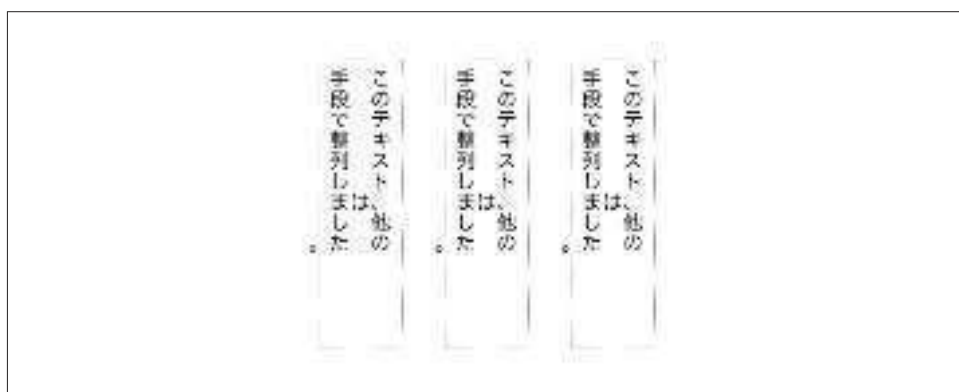 このテキストは、他の
手段で整列しました
。
このテキストは、他の
手段で整列しました
。
このテキストは、他の
手段で整列しました
。